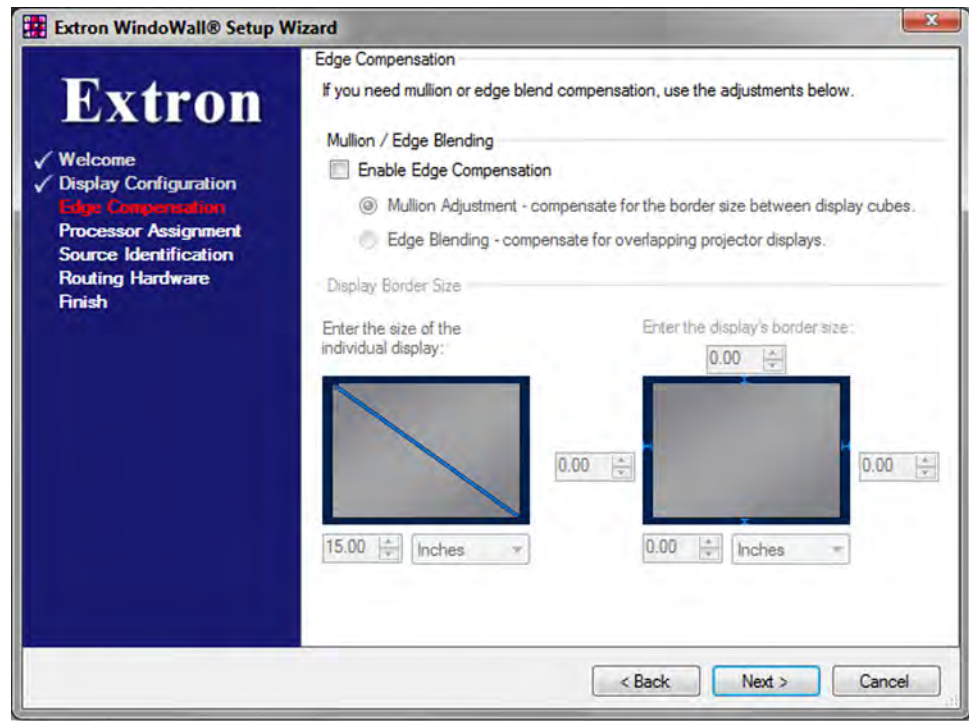 Extron WindoWall® Setup Wizard
Extron
✓ Welcome
✓ Display Configuration
Edge Compensation
Processor Assignment
Source Identification
Routing Hardware
Finish
Edge Compensation
If you need mullion or edge blend compensation, use the adjustments below.
Mullion / Edge Blending
Enable Edge Compensation
Mullion Adjustment - compensate for the border size between display cubes.
Edge Blending - compensate for overlapping projector displays.
Display Border Size
Enter the size of the
individual display:
15.00 Inches
Enter the display's border size:
0.00
0.00
0.00
0.00 Inches
< Back
Next >
Cancel